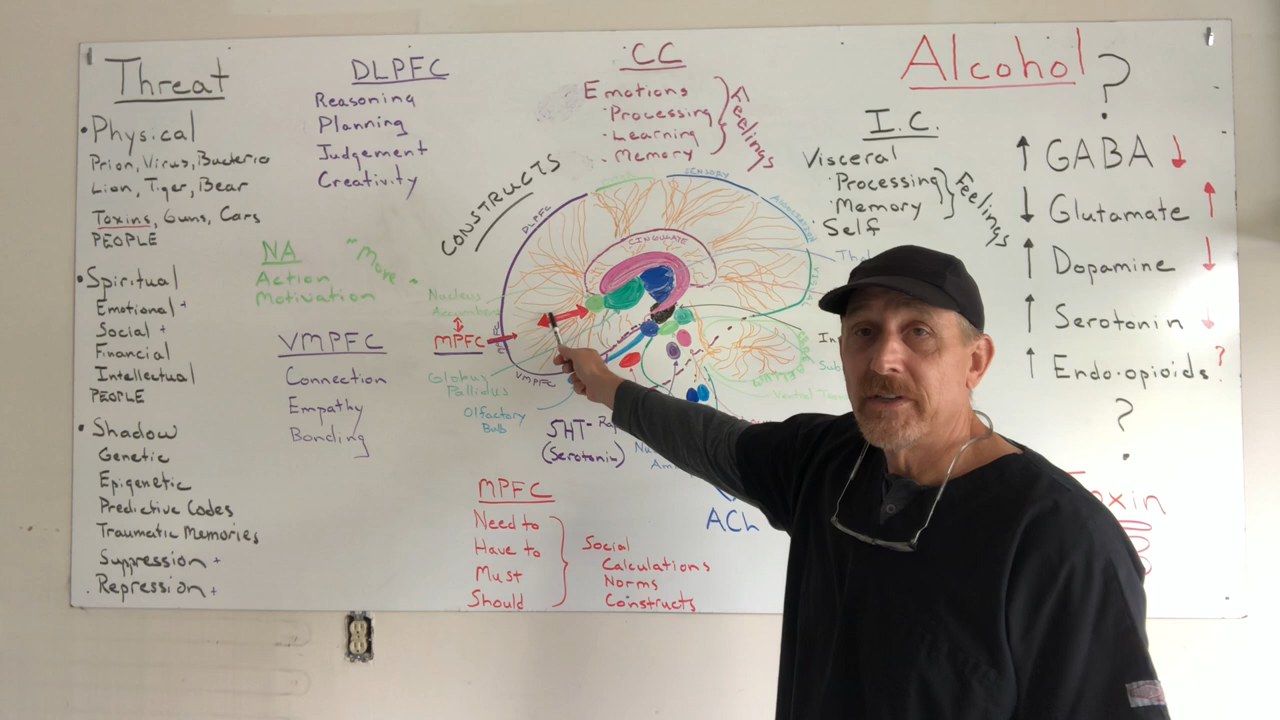 Threat
• Physical
Prion, Virus, Bacteria
Lion, Tiger, Bear
Toxins, Guns, Cars
PEOPLE
• Spiritual
Emotional +
Social +
Financial
Intellectual
PEOPLE
• Shadow
Genetic
Epigenetic
Predictive Codes
Traumatic Memories
Suppression +
Repression +
DLPFC
Reasoning
Planning
Judgement
Creativity
NA
Action
Motivation
"More"
VMPFC
Connection
Empathy
Bonding
CC
Emotions
• Processing
• Learning
• Memory
Feelings
CONSTRUCTS
DLPFC
SENSORY
CINGULATE
VISUAL
Nucleus
Accumbens
MPFC
VMPFC
Globus
Pallidus
Olfactory
Bulb
5HT-
(Serotonin)
ACh
MPFC
Need to
Have to
Must
Should
Social
Calculations
Norms
Constructs
Alcohol ?
I.C.
Visceral
• Processing
• Memory
• Self
Feelings
↑ GABA ↓
↓ Glutamate ↑
↑ Dopamine ↓
↑ Serotonin ↓
↑ Endo-opioids ?
?